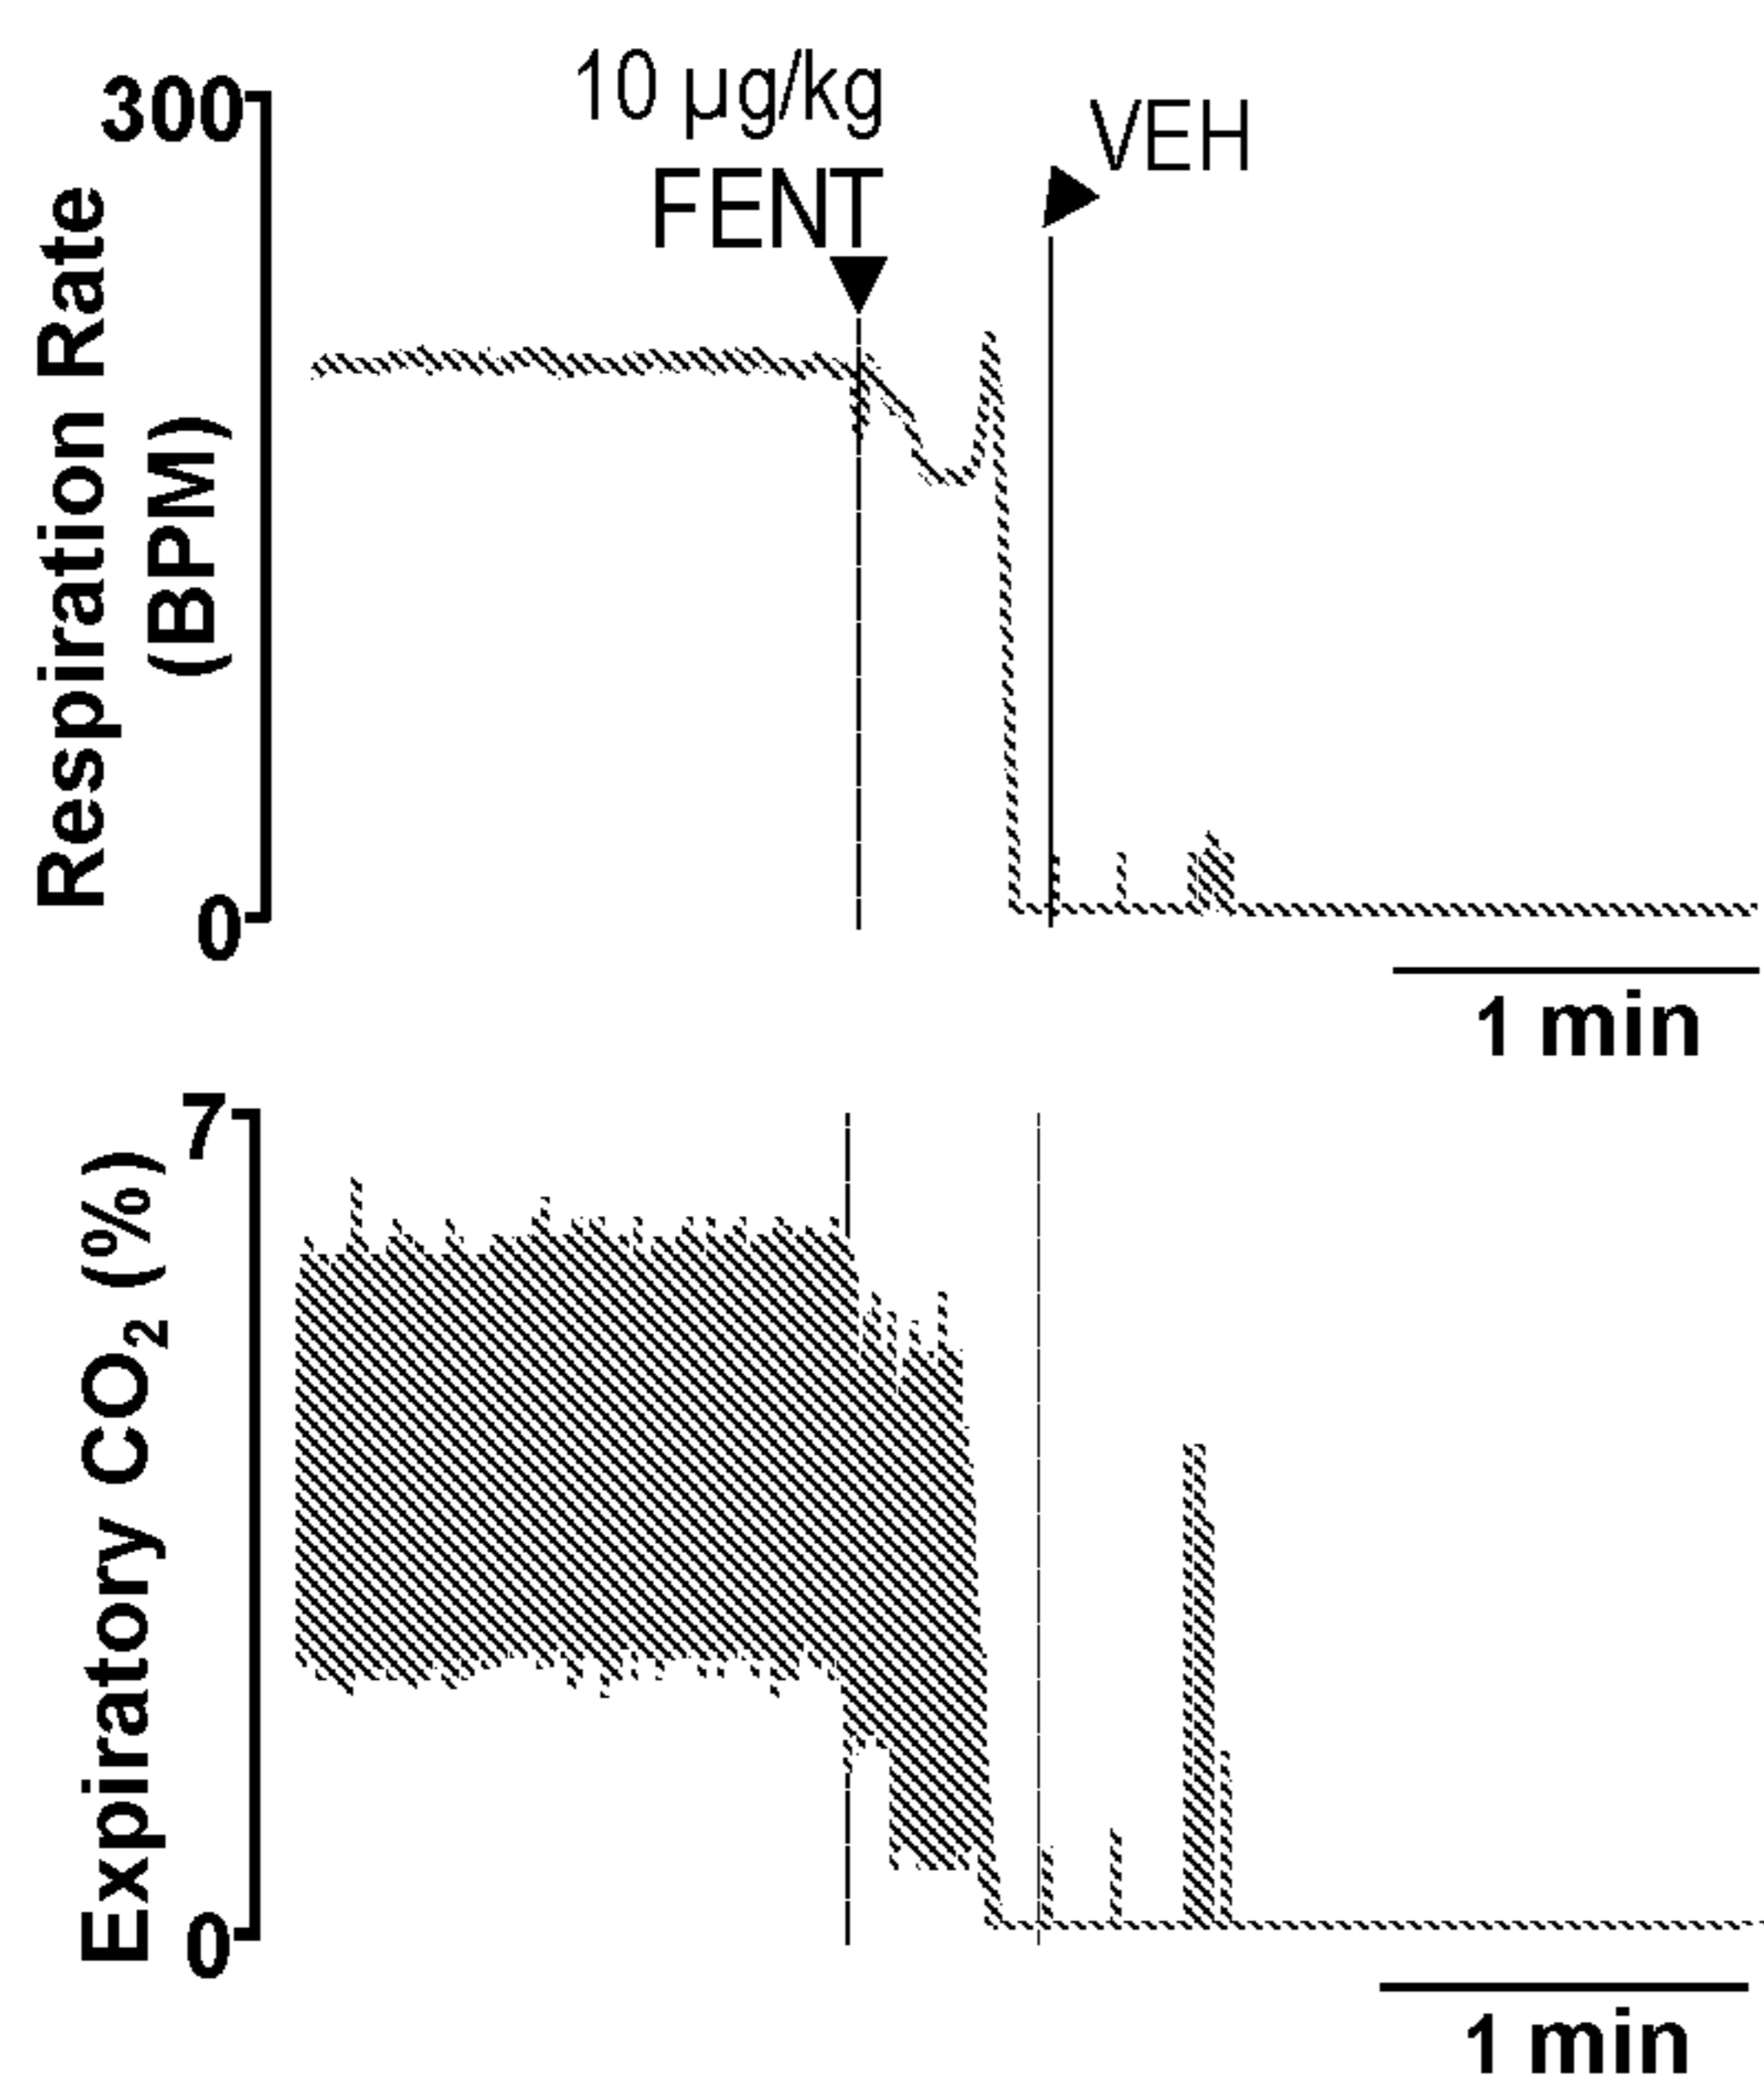 10 µg/kg
FENT
VEH
300
Respiration Rate
(BPM)
0
1 min
7
Expiratory CO₂ (%)
0
1 min